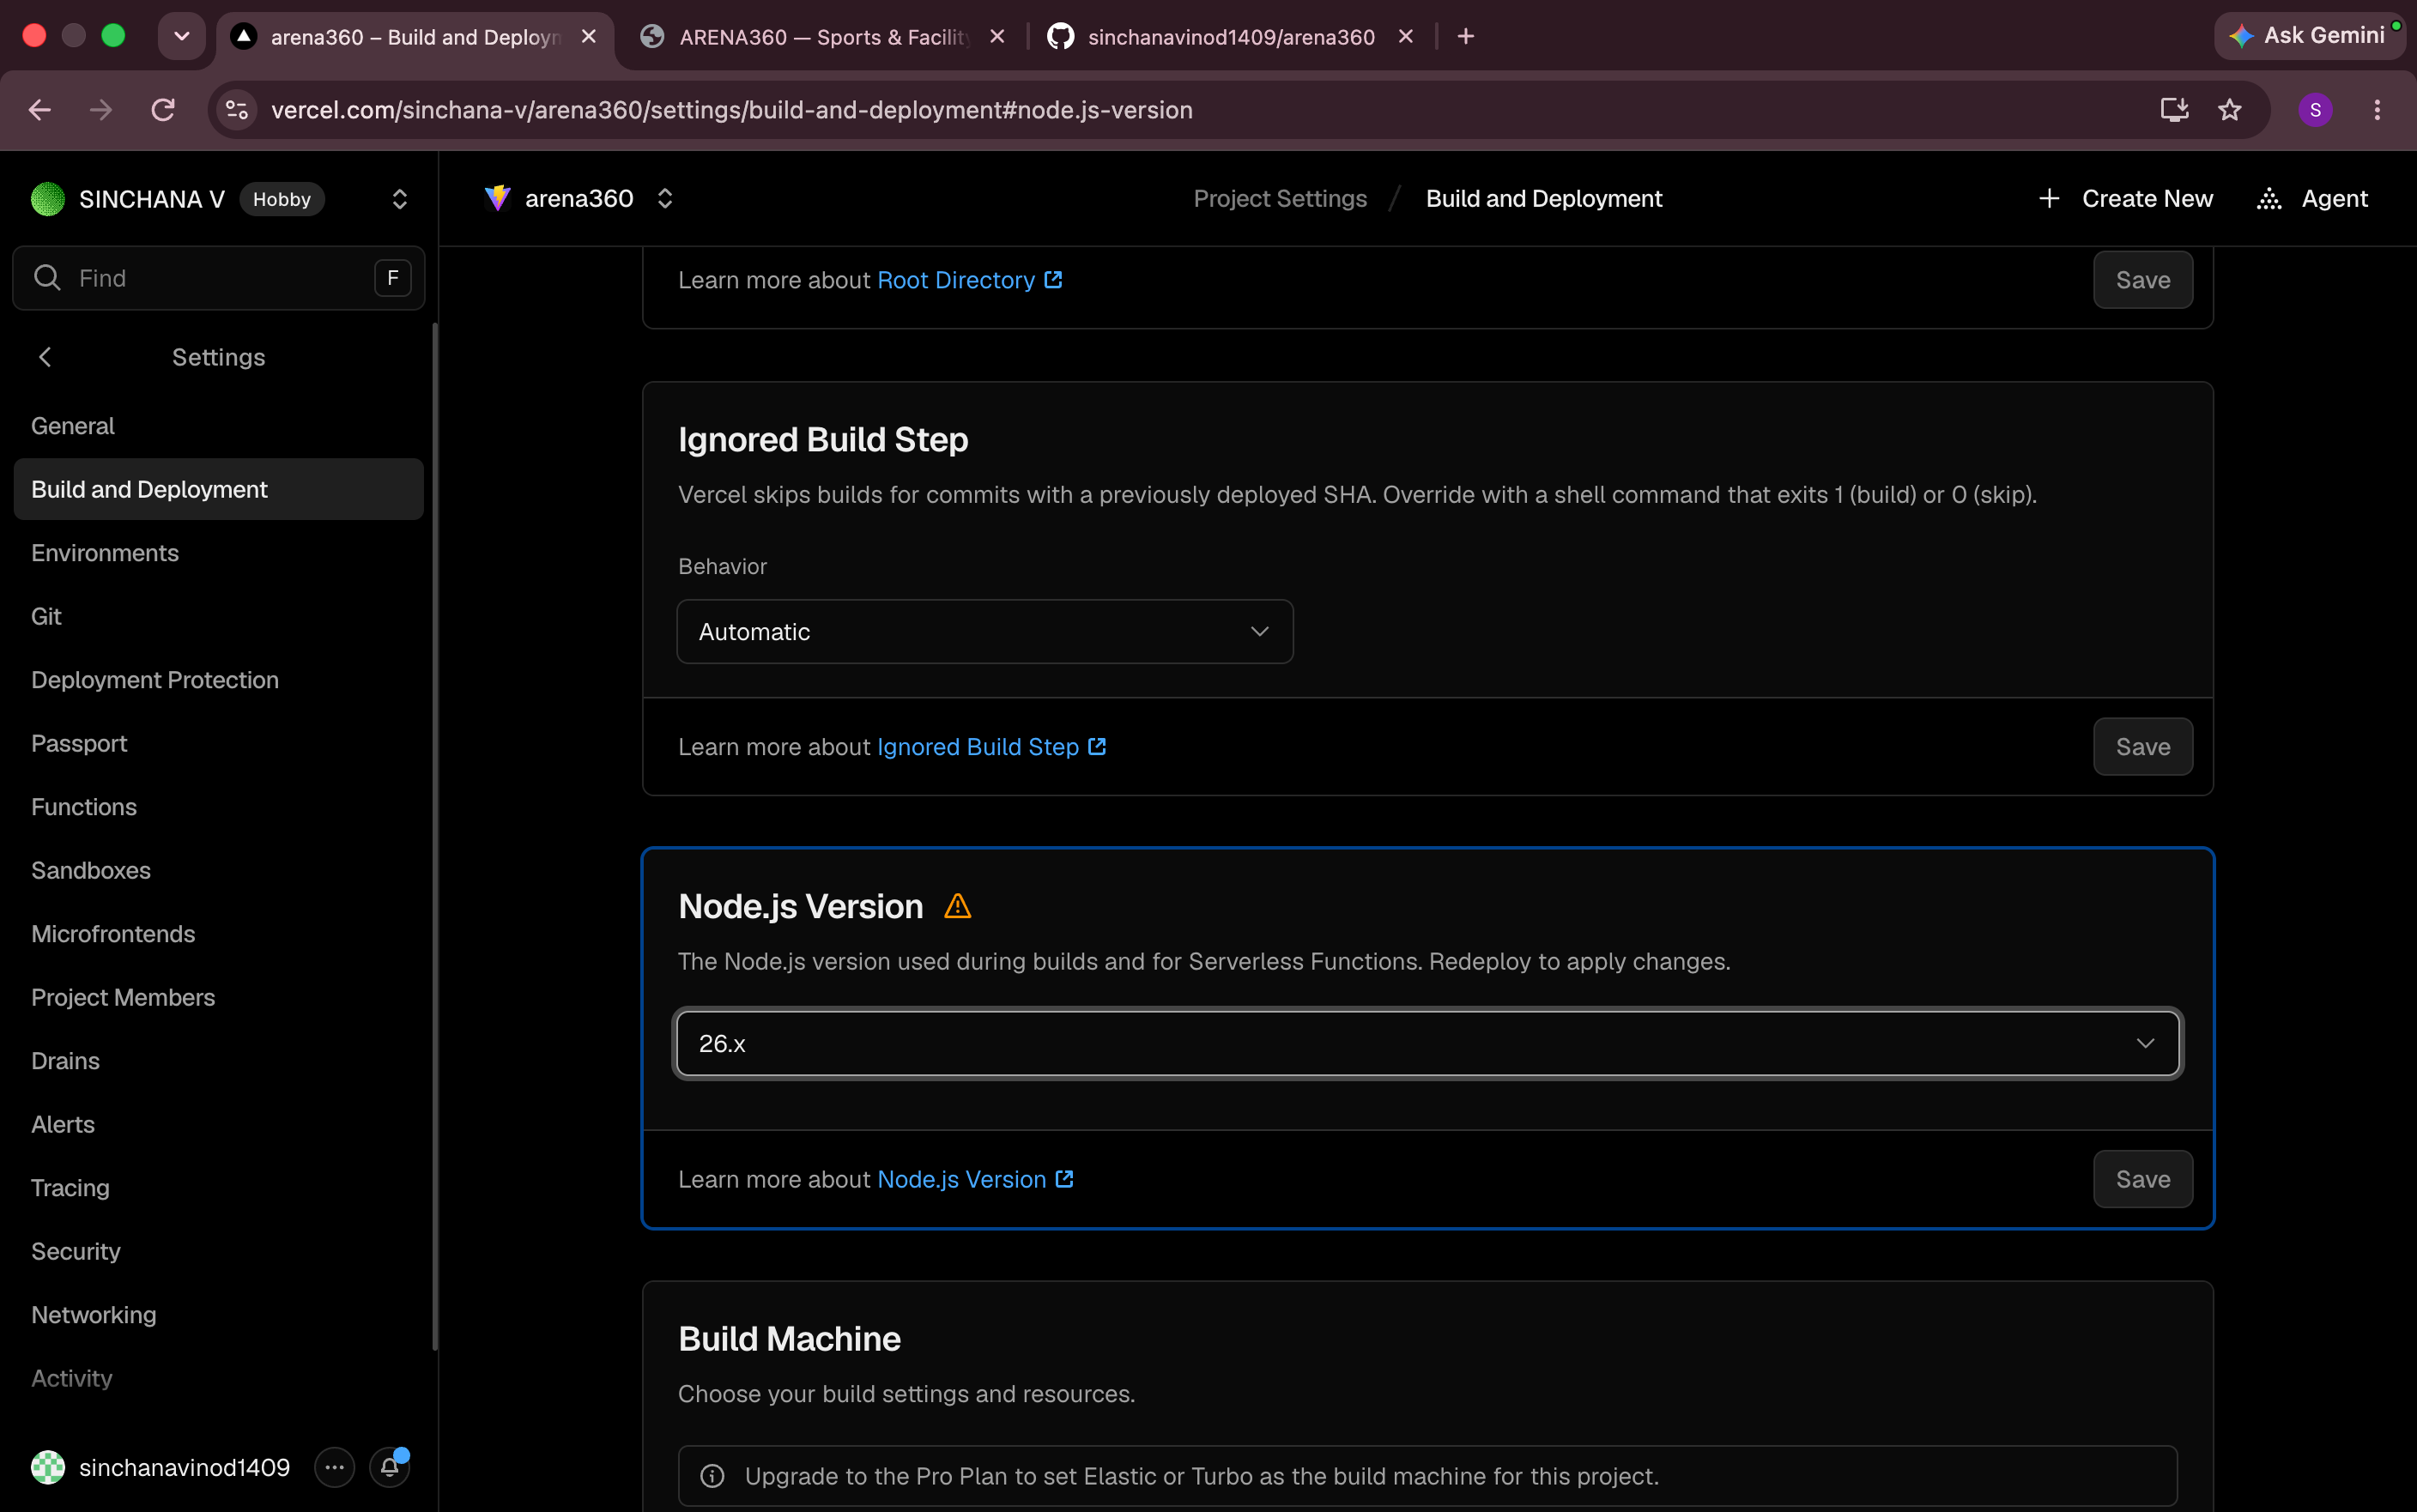 arena360 – Build and Deploym
ARENA360 — Sports & Facility
sinchanavinod1409/arena360
Ask Gemini
vercel.com/sinchana-v/arena360/settings/build-and-deployment#node.js-version
S
SINCHANA V
Hobby
arena360
Project Settings / Build and Deployment
Create New
Agent
Find
F
Settings
General
Build and Deployment
Environments
Git
Deployment Protection
Passport
Functions
Sandboxes
Microfrontends
Project Members
Drains
Alerts
Tracing
Security
Networking
Activity
sinchanavinod1409
Learn more about Root Directory
Save
Ignored Build Step
Vercel skips builds for commits with a previously deployed SHA. Override with a shell command that exits 1 (build) or 0 (skip).
Behavior
Automatic
Learn more about Ignored Build Step
Save
Node.js Version
The Node.js version used during builds and for Serverless Functions. Redeploy to apply changes.
26.x
Learn more about Node.js Version
Save
Build Machine
Choose your build settings and resources.
Upgrade to the Pro Plan to set Elastic or Turbo as the build machine for this project.